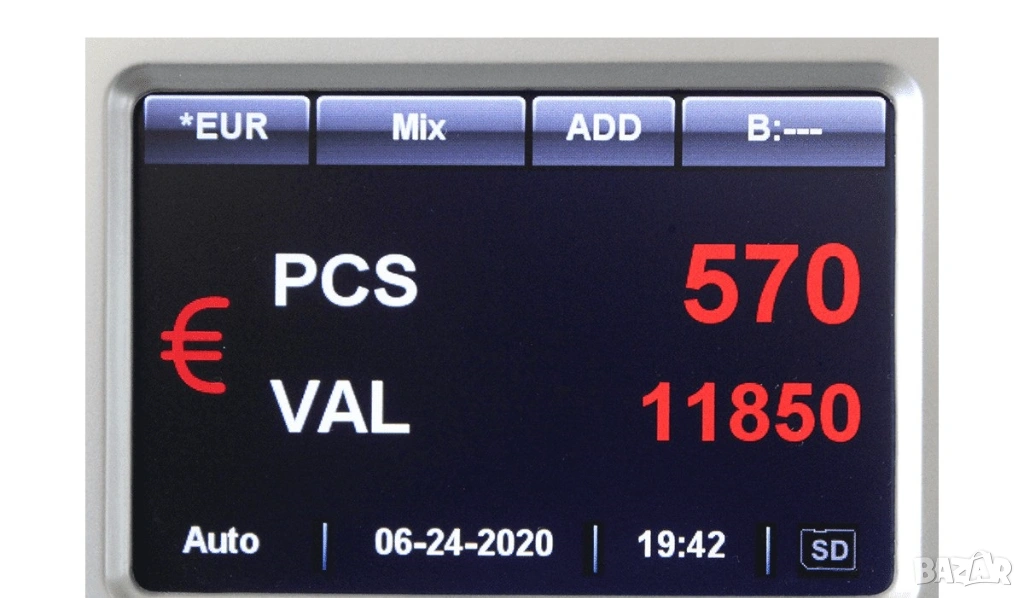 *EUR Mix ADD B:---
PCS 570
€
VAL 11850
Auto 06-24-2020 19:42 SD
BAZAR